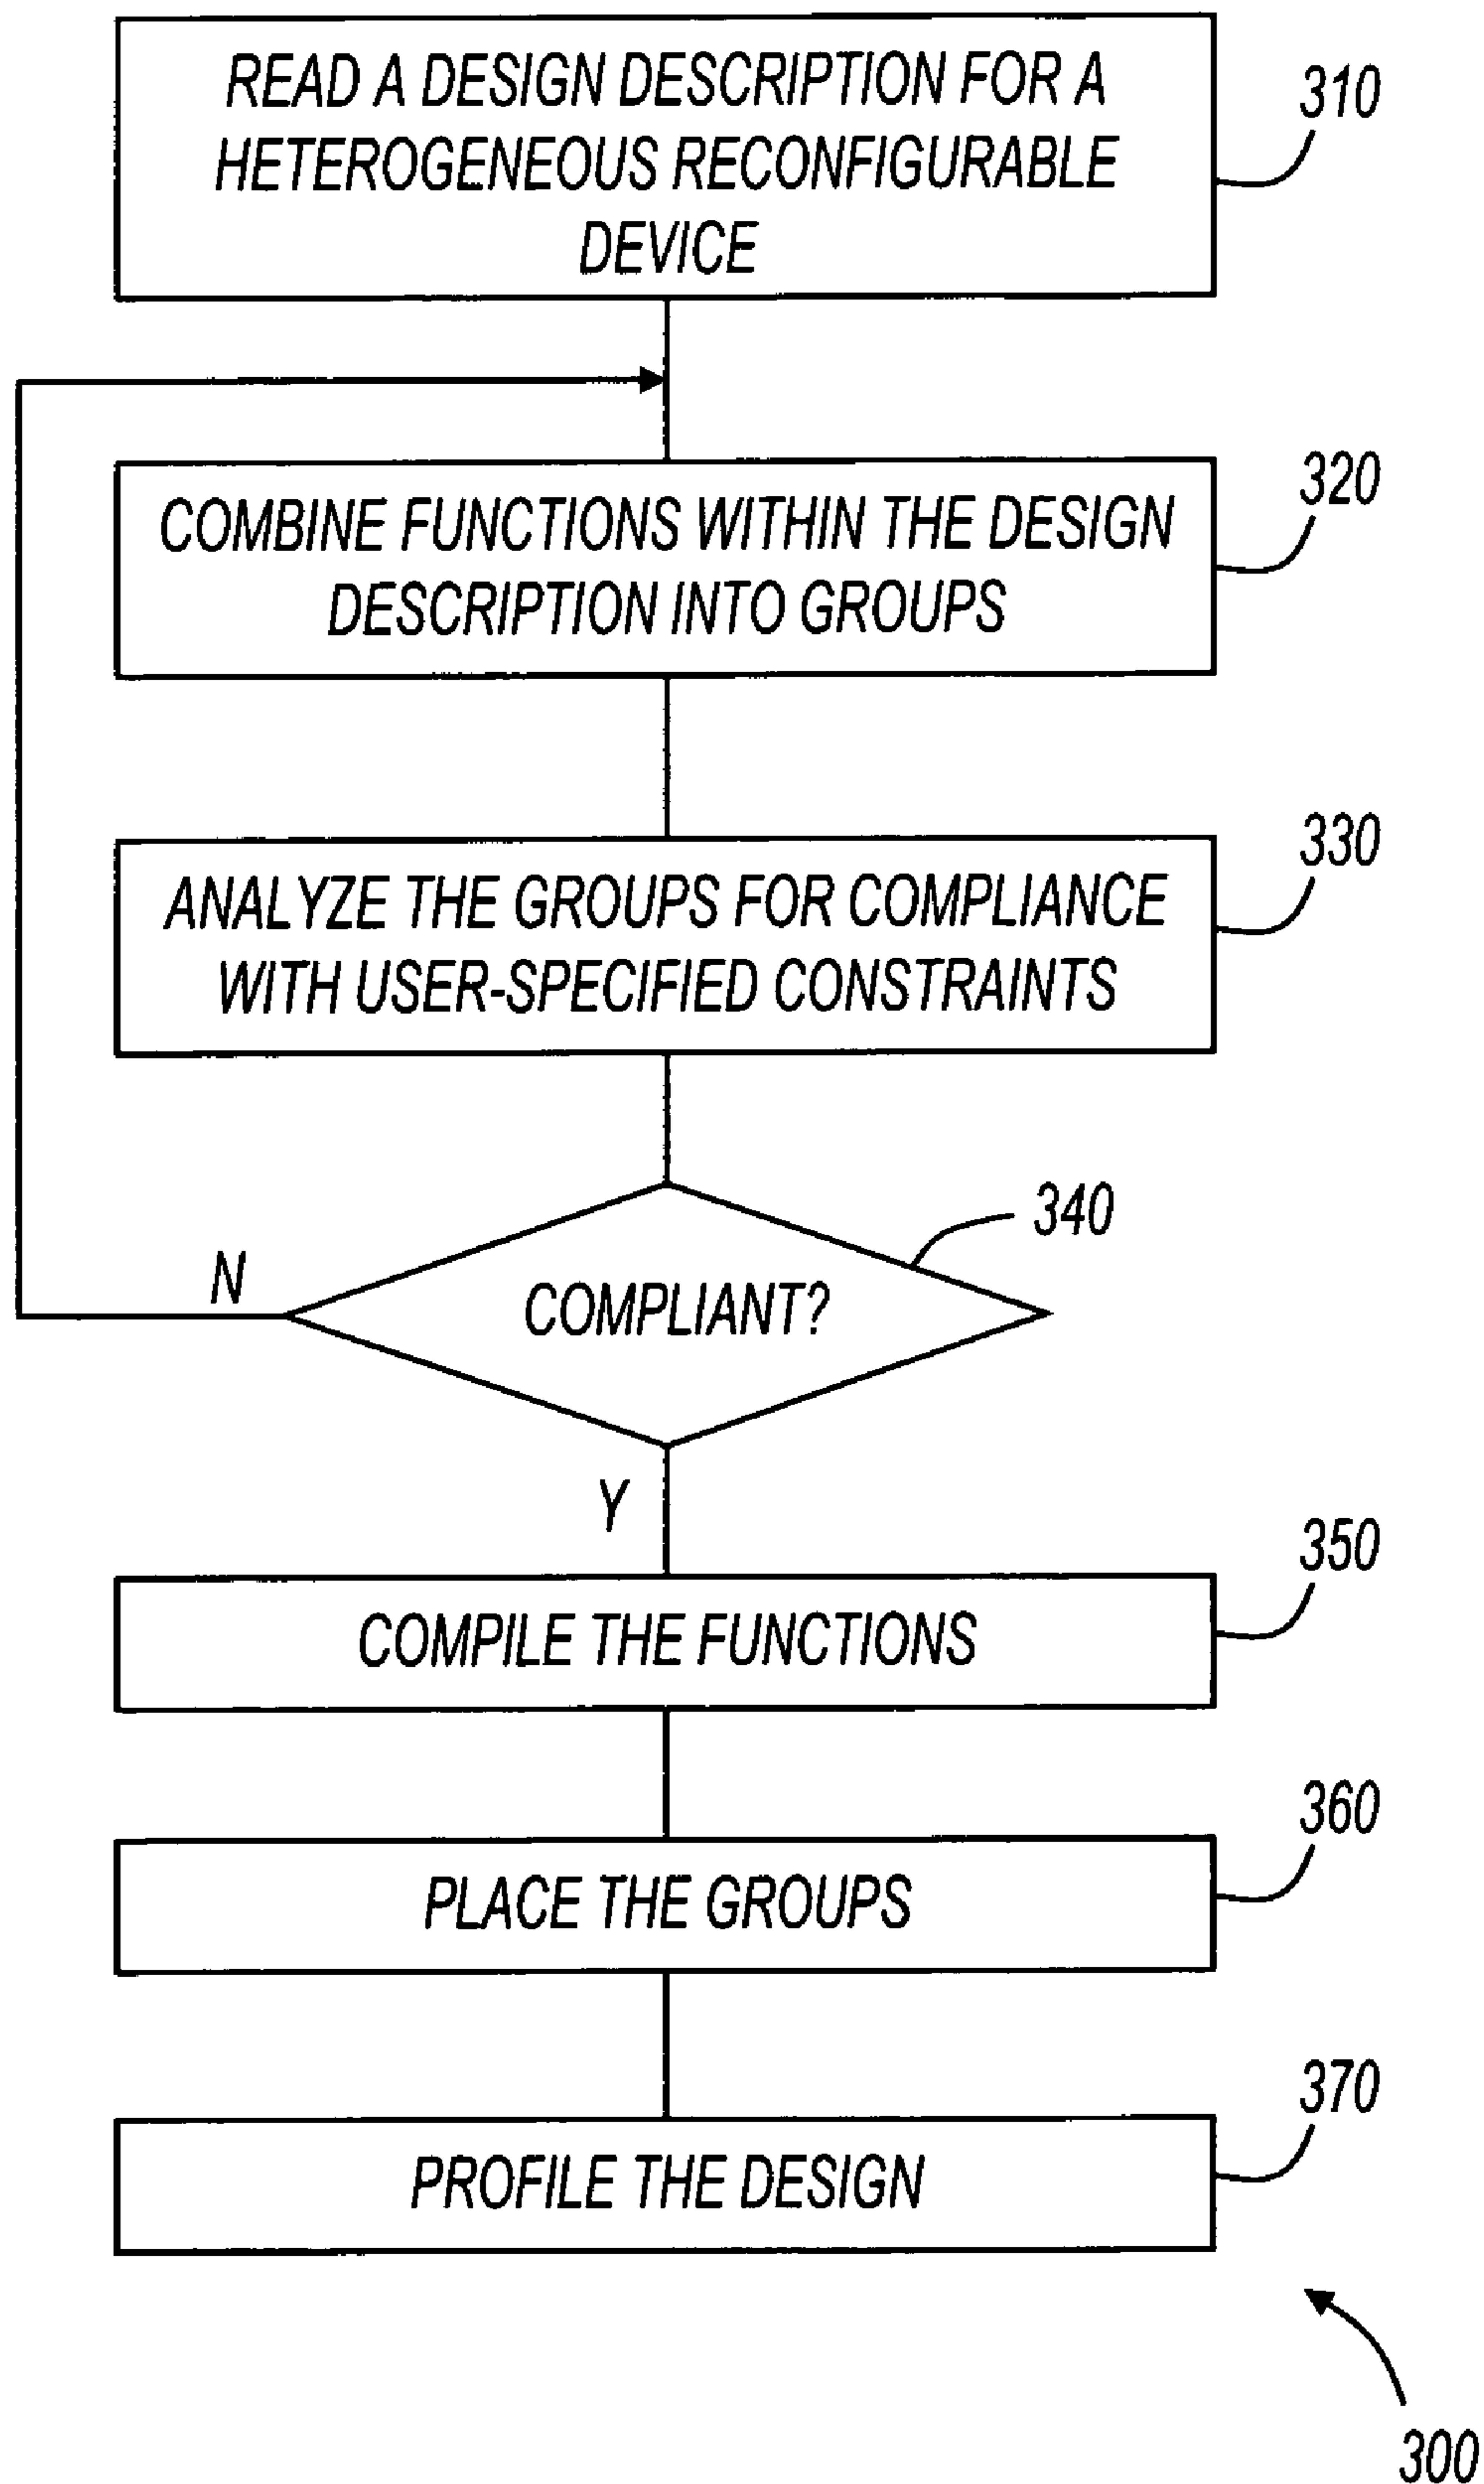 READ A DESIGN DESCRIPTION FOR A
HETEROGENEOUS RECONFIGURABLE
DEVICE
310
COMBINE FUNCTIONS WITHIN THE DESIGN
DESCRIPTION INTO GROUPS
320
ANALYZE THE GROUPS FOR COMPLIANCE
WITH USER-SPECIFIED CONSTRAINTS
330
340
N
COMPLIANT?
Y
COMPILE THE FUNCTIONS
350
PLACE THE GROUPS
360
PROFILE THE DESIGN
370
300